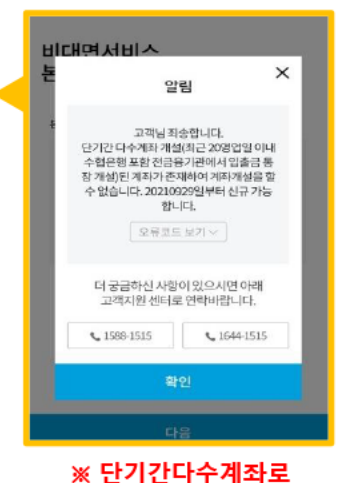 비대면서비스
본
알림
고객님 죄송합니다.
단기간 다수계좌 개설(최근 20영업일 이내
수협은행 포함 전금융기관에서 입출금 통
장 개설)된 계좌가 존재하여 계좌개설을 할
수 없습니다. 20210929일부터 신규 가능
합니다.
오류코드 보기
더 궁금하신 사항이 있으시면 아래
고객지원 센터로 연락바랍니다.
1588-1515
1644-1515
확인
다음
※ 단기간다수계좌로